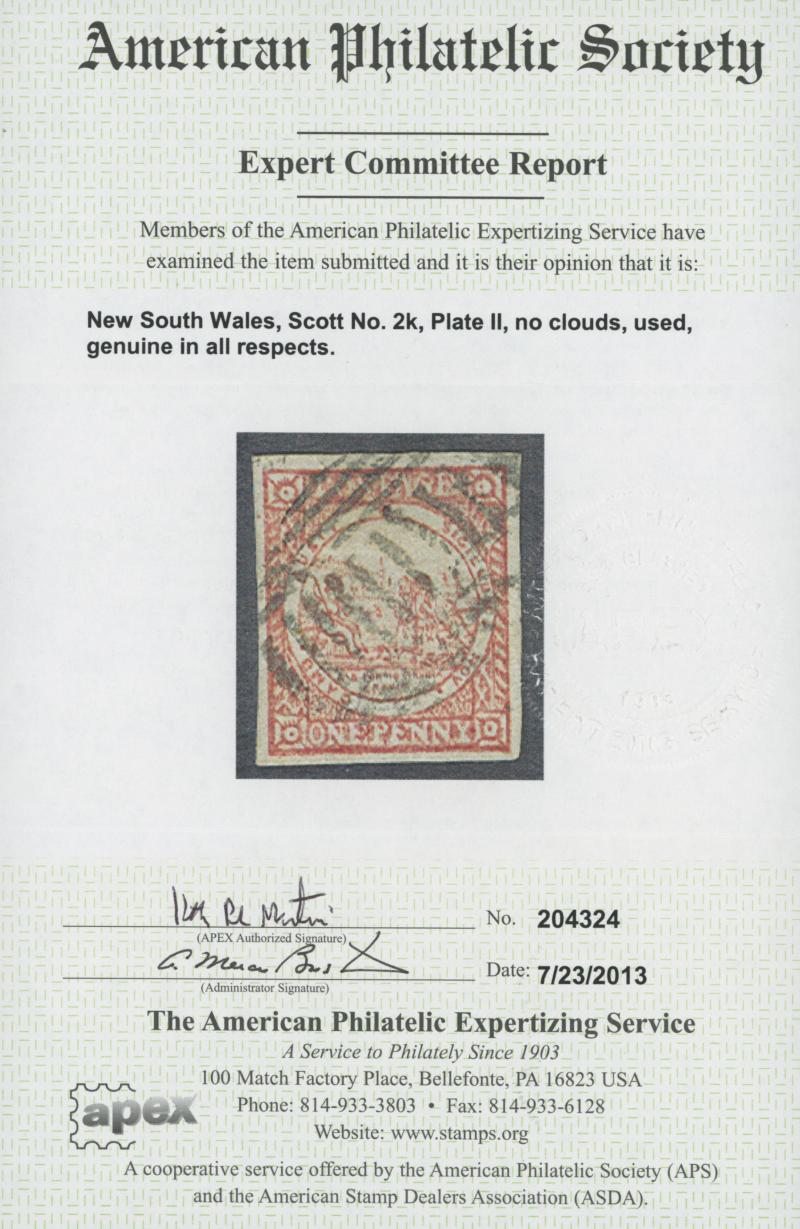 American Philatelic Society
Expert Committee Report
Members of the American Philatelic Expertizing Service have
examined the item submitted and it is their opinion that it is:
New South Wales, Scott No. 2k, Plate II, no clouds, used,
genuine in all respects.
ONE PENNY
No. 204324
(APEX Authorized Signature)
Date: 7/23/2013
(Administrator Signature)
The American Philatelic Expertizing Service
A Service to Philately Since 1903
100 Match Factory Place, Bellefonte, PA 16823 USA
apex
Phone: 814-933-3803 • Fax: 814-933-6128
Website: www.stamps.org
A cooperative service offered by the American Philatelic Society (APS)
and the American Stamp Dealers Association (ASDA).